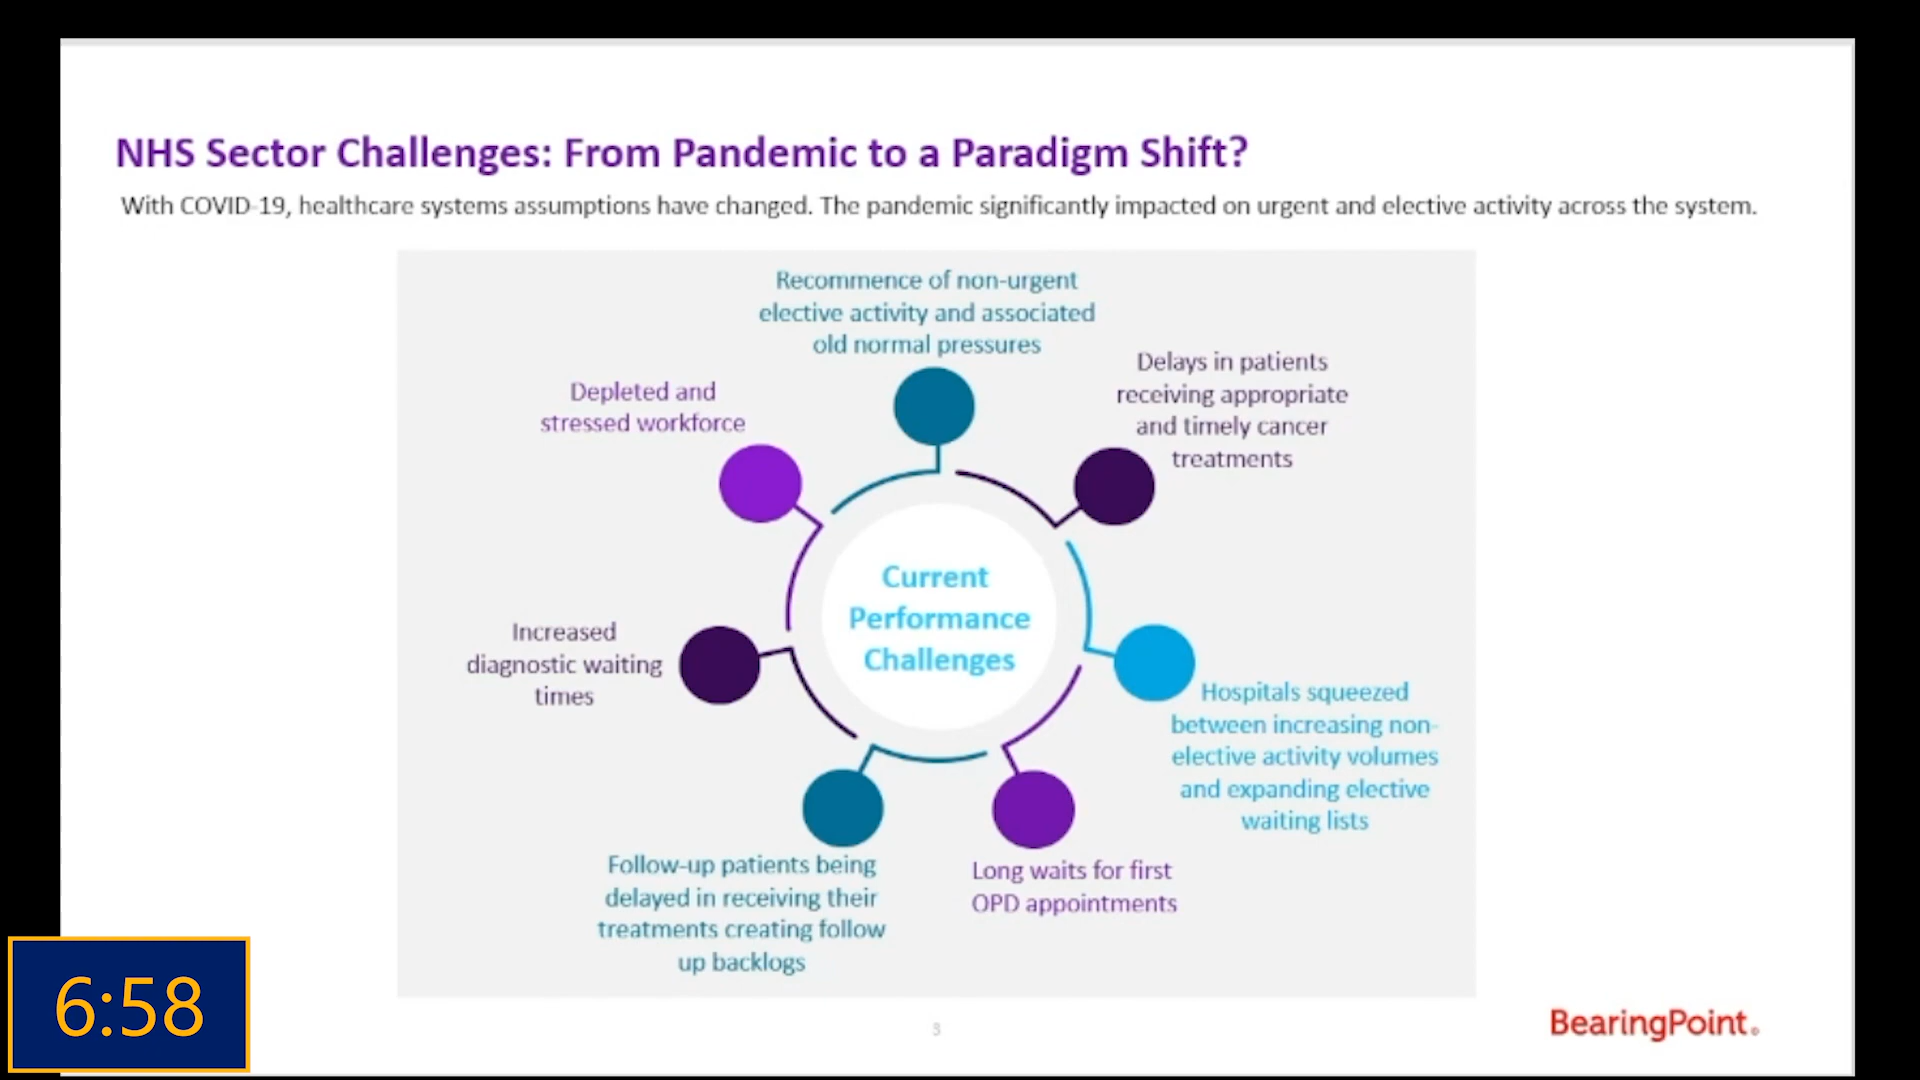 NHS Sector Challenges: From Pandemic to a Paradigm Shift?
With COVID-19, healthcare systems assumptions have changed. The pandemic significantly impacted on urgent and elective activity across the system.
Recommence of non-urgent
elective activity and associated
old normal pressures
Delays in patients
receiving appropriate
and timely cancer
treatments
Depleted and
stressed workforce
Current
Performance
Challenges
Increased
diagnostic waiting
times
Hospitals squeezed
between increasing non-
elective activity volumes
and expanding elective
waiting lists
Follow-up patients being
delayed in receiving their
treatments creating follow
up backlogs
Long waits for first
OPD appointments
6:58
3
BearingPoint®